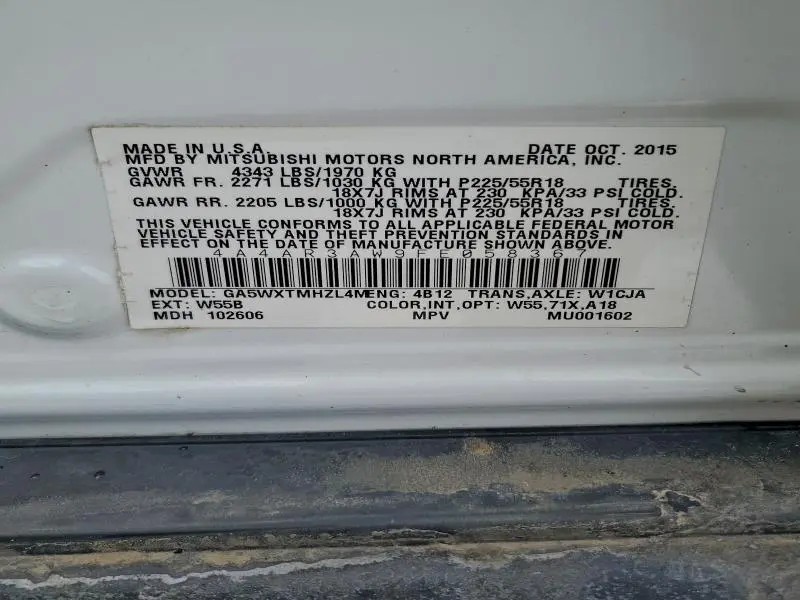 MADE IN U.S.A. DATE OCT. 2015
MFD BY MITSUBISHI MOTORS NORTH AMERICA, INC.
GVWR 4343 LBS/1970 KG
GAWR FR. 2271 LBS/1030 KG WITH P225/55R18 TIRES,
18X7J RIMS AT 230 KPA/33 PSI COLD.
GAWR RR. 2205 LBS/1000 KG WITH P225/55R18 TIRES,
18X7J RIMS AT 230 KPA/33 PSI COLD.
THIS VEHICLE CONFORMS TO ALL APPLICABLE FEDERAL MOTOR
VEHICLE SAFETY AND THEFT PREVENTION STANDARDS IN
EFFECT ON THE DATE OF MANUFACTURE SHOWN ABOVE.
4A4AR3AW9FE058367
MODEL: GA5WXTMHZL4M ENG: 4B12 TRANS,AXLE: W1CJA
EXT: W55B COLOR,INT,OPT: W55,71X,A18
MDH 102606 MPV MU001602